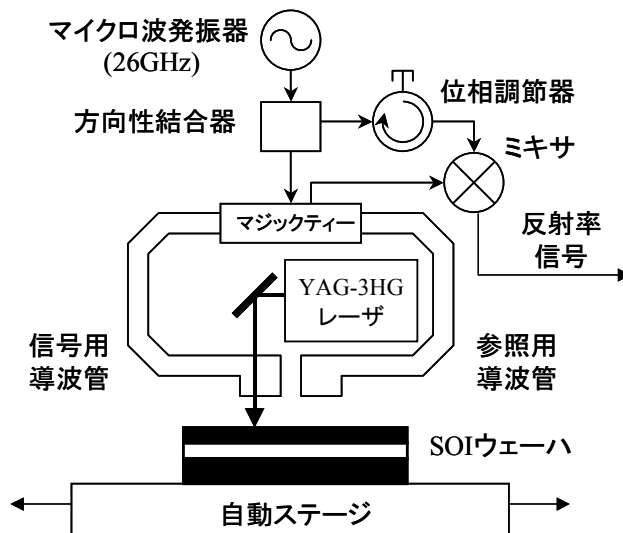 マイクロ波発振器
(26GHz)
方向性結合器
位相調節器
ミキサ
マジックティー
反射率
信号
YAG-3HG
レーザ
信号用
導波管
参照用
導波管
SOIウェーハ
自動ステージ